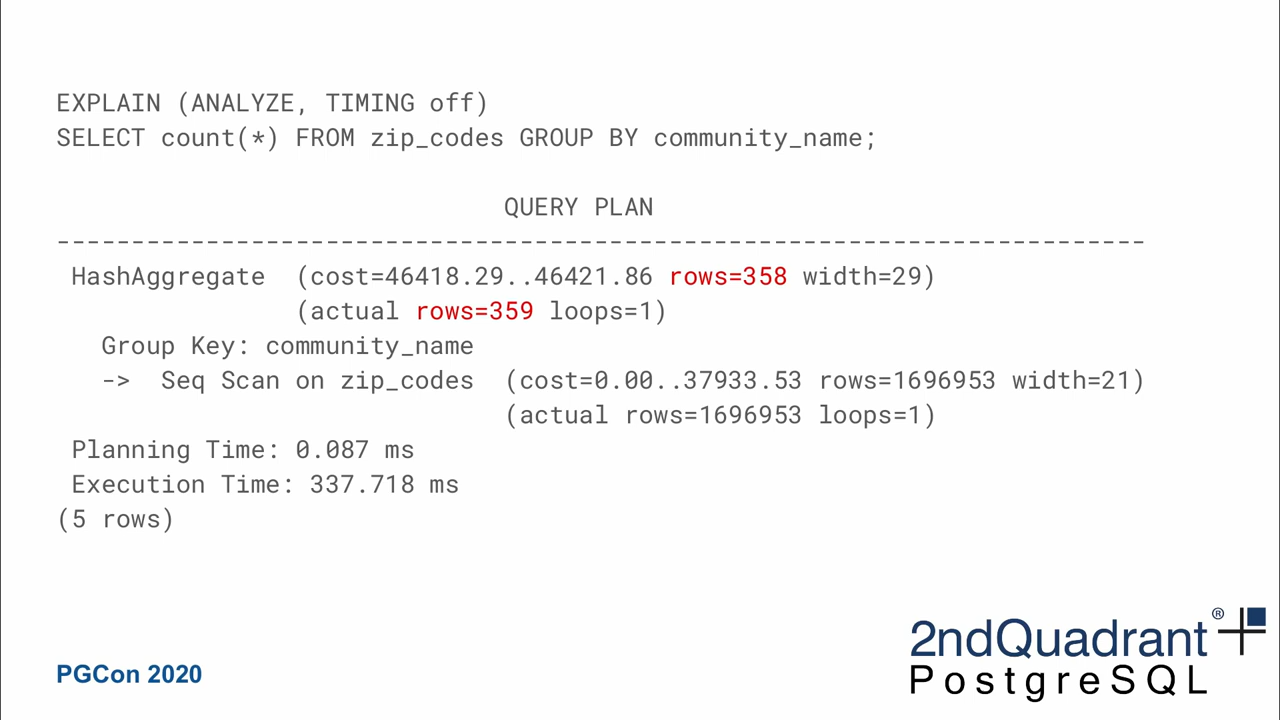 EXPLAIN (ANALYZE, TIMING off)
SELECT count(*) FROM zip_codes GROUP BY community_name;
QUERY PLAN
-------------------------------------------------------------------------
HashAggregate (cost=46418.29..46421.86 rows=358 width=29)
(actual rows=359 loops=1)
Group Key: community_name
-> Seq Scan on zip_codes (cost=0.00..37933.53 rows=1696953 width=21)
(actual rows=1696953 loops=1)
Planning Time: 0.087 ms
Execution Time: 337.718 ms
(5 rows)
2ndQuadrant®
PostgreSQL
PGCon 2020